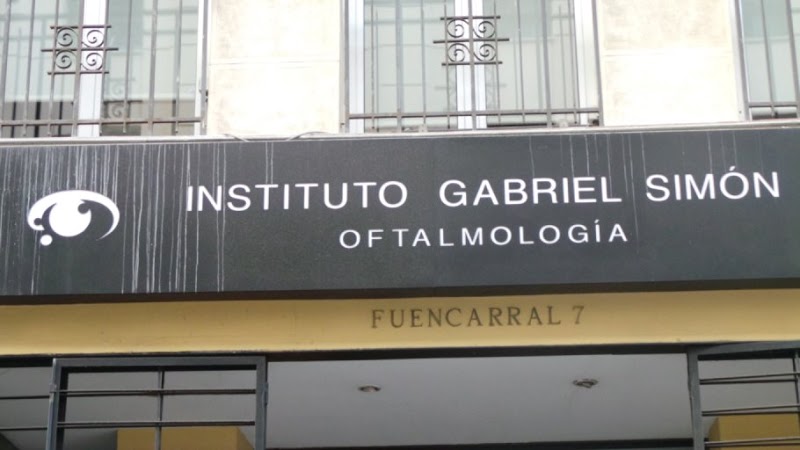 INSTITUTO GABRIEL SIMÓN
OFTALMOLOGÍA
FUENCARRAL 7